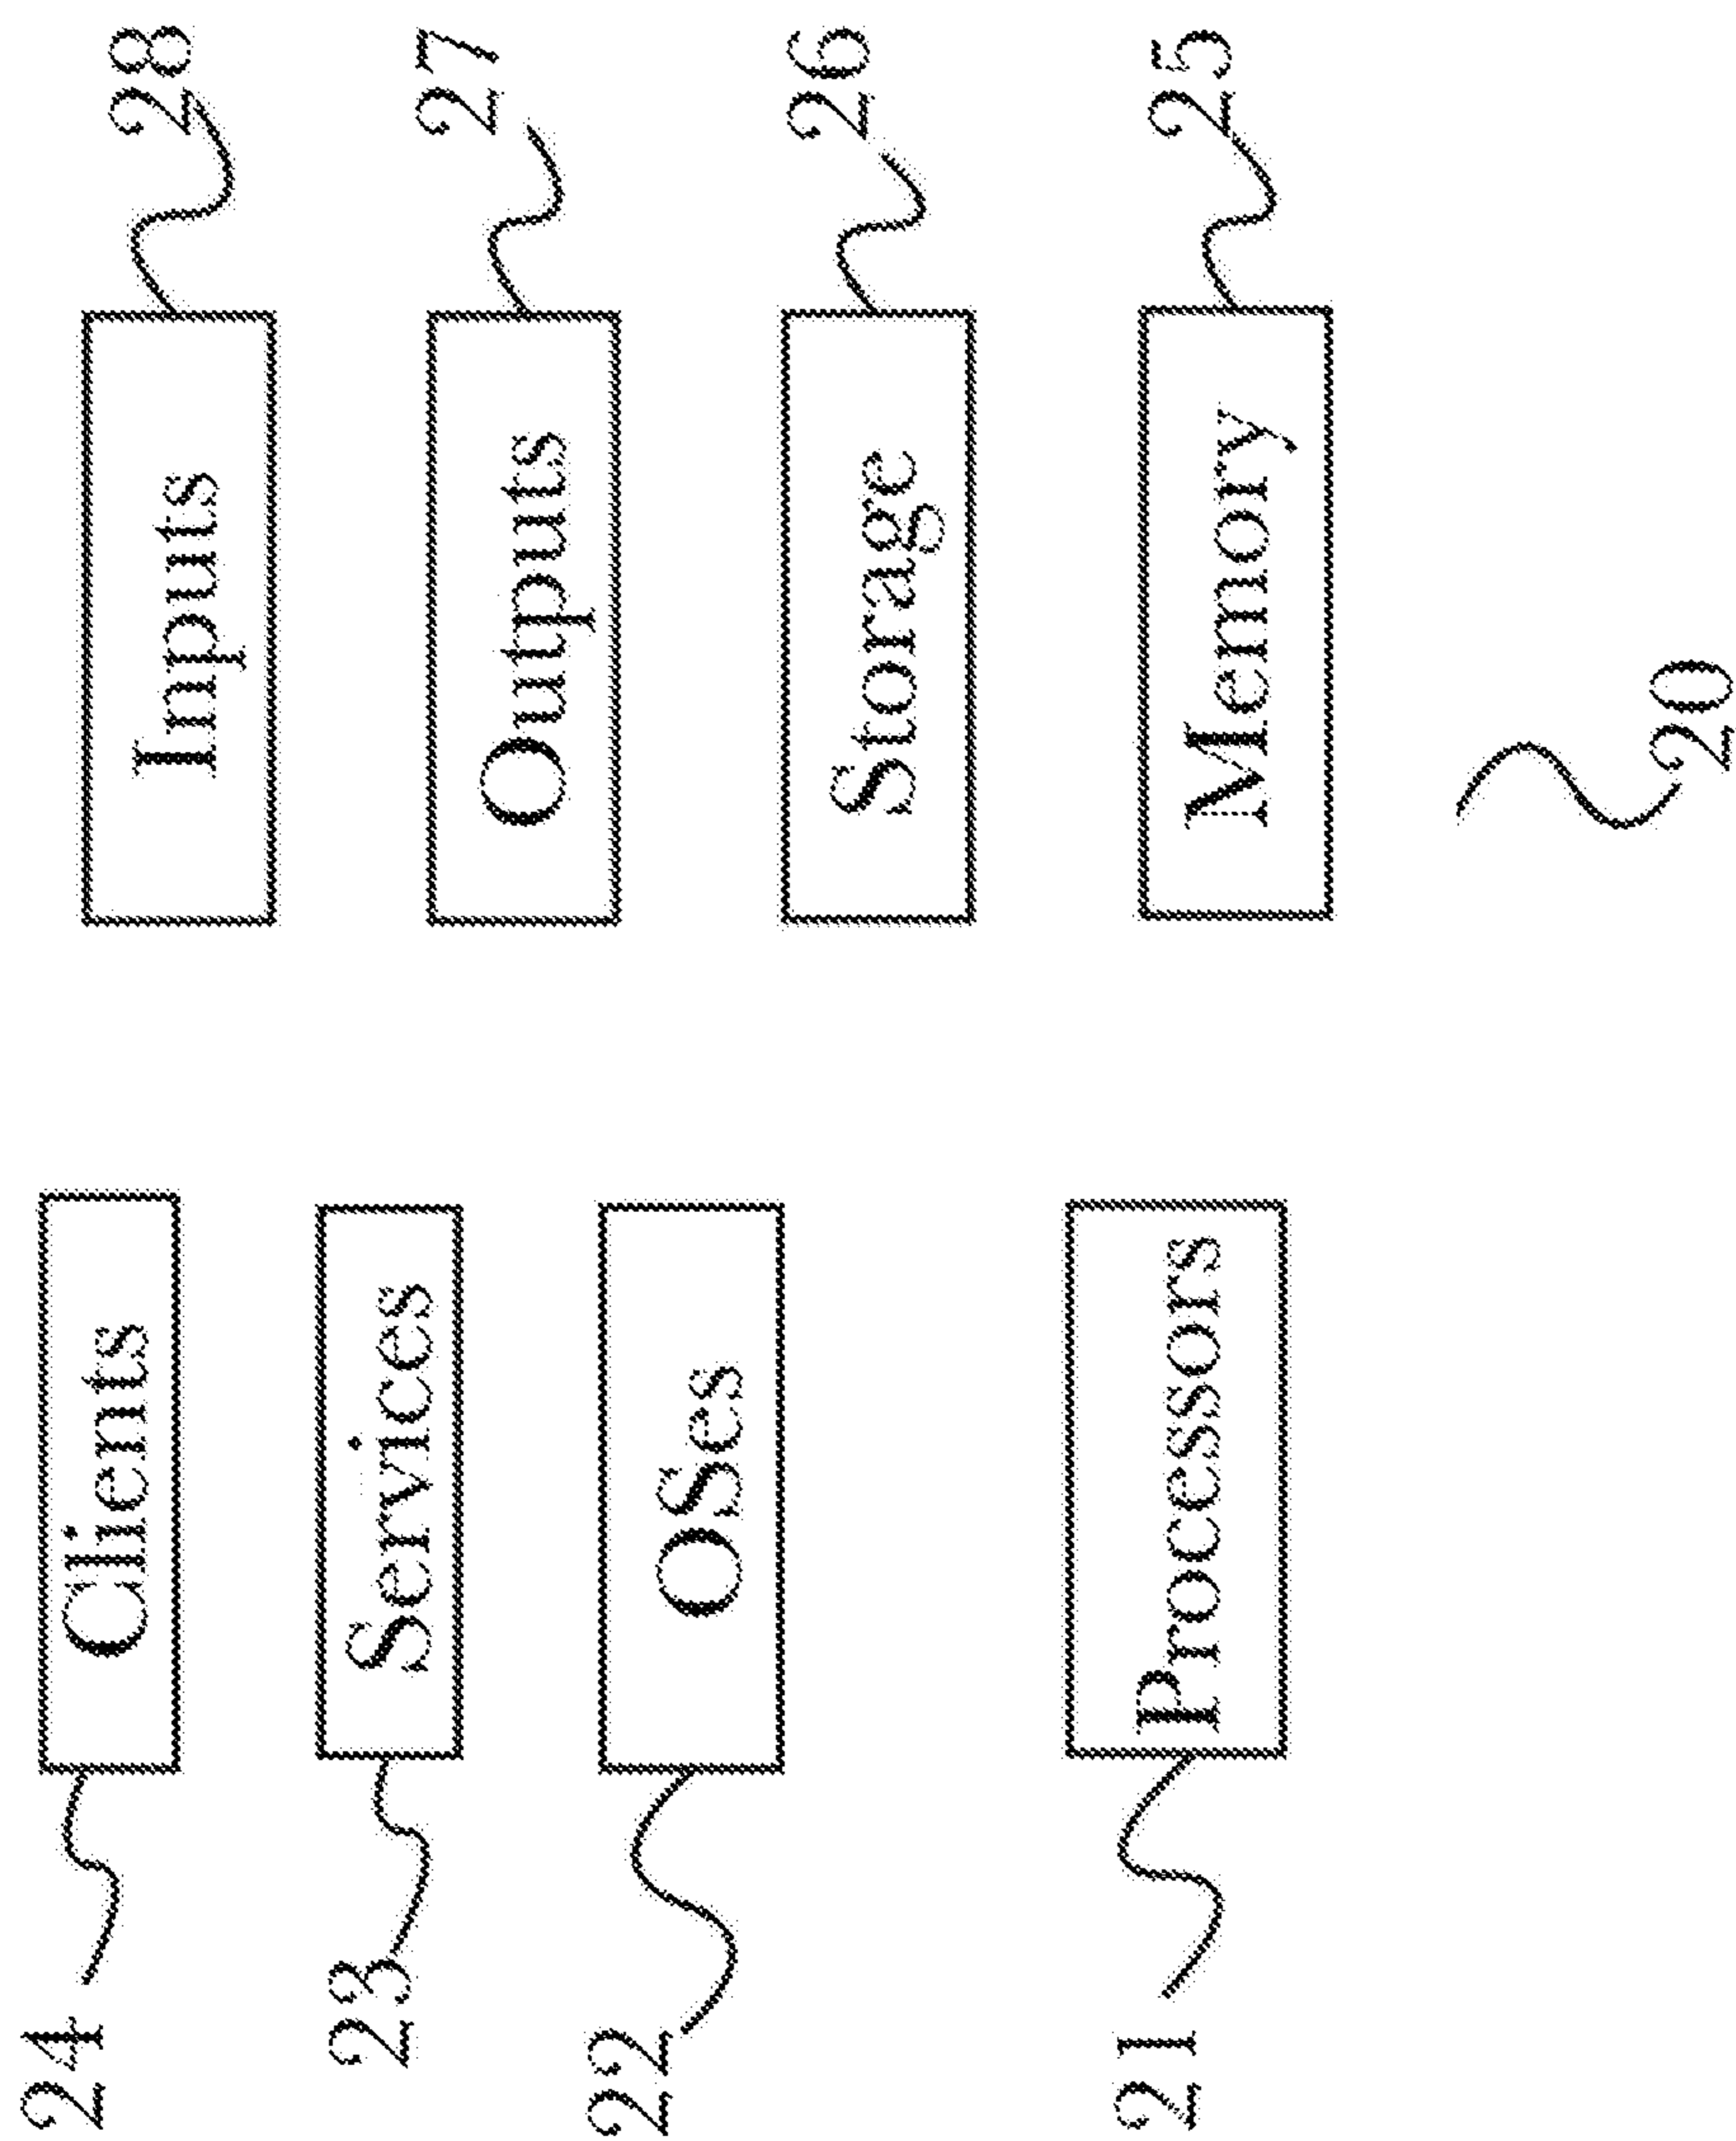 24 Clients
Inputs 28
23 Services
Outputs 27
22 OSes
Storage 26
21 Processors
Memory 25
20